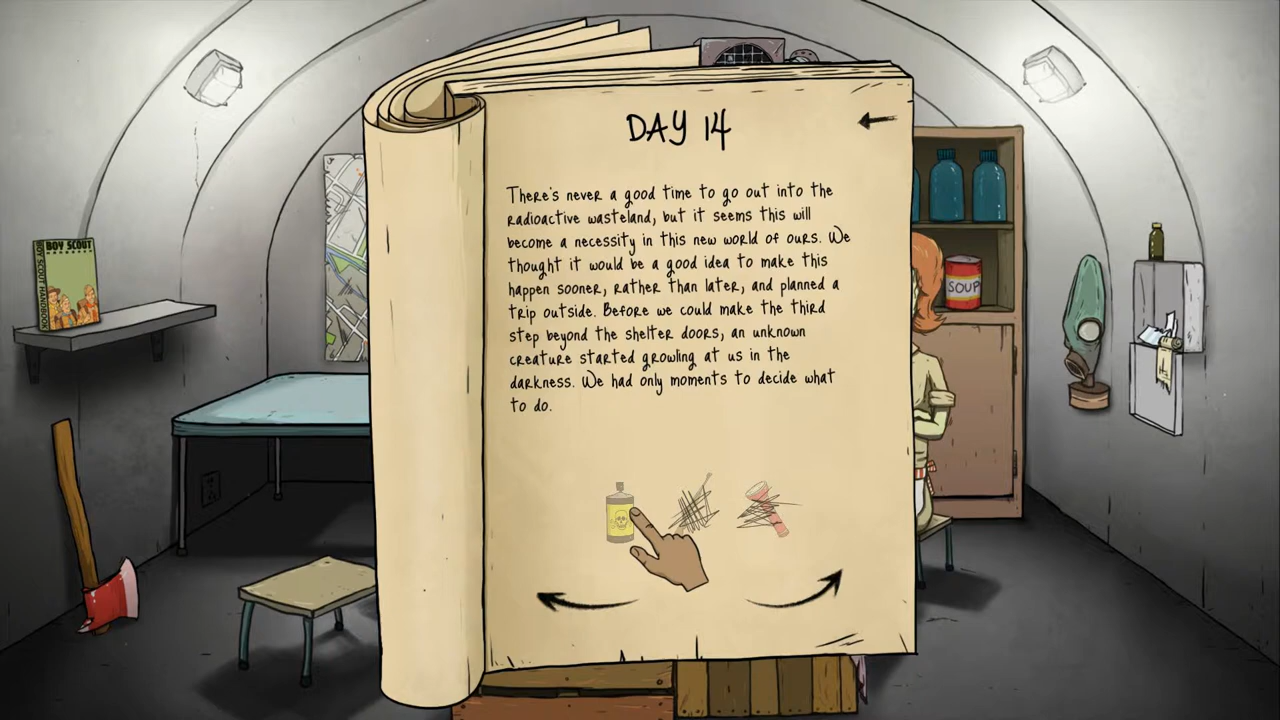 DAY 14
There's never a good time to go out into the
radioactive wasteland, but it seems this will
become a necessity in this new world of ours. We
thought it would be a good idea to make this
happen sooner, rather than later, and planned a
trip outside. Before we could make the third
step beyond the shelter doors, an unknown
creature started growling at us in the
darkness. We had only moments to decide what
to do.
BOY SCOUT
BOY SCOUT HANDBOOK
SOUP